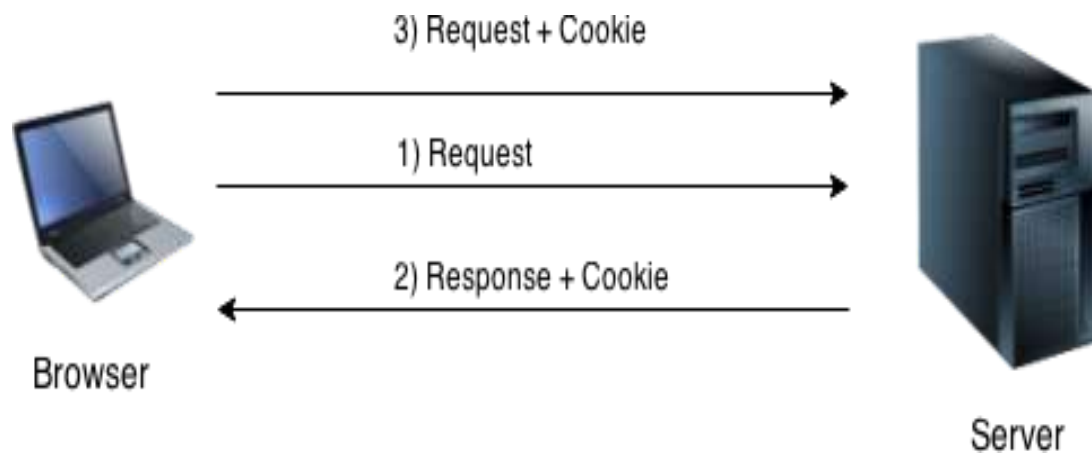 3) Request + Cookie
1) Request
2) Response + Cookie
Browser
Server